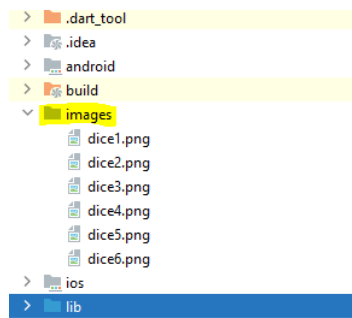 .dart_tool
.idea
android
build
images
dice1.png
dice2.png
dice3.png
dice4.png
dice5.png
dice6.png
ios
lib